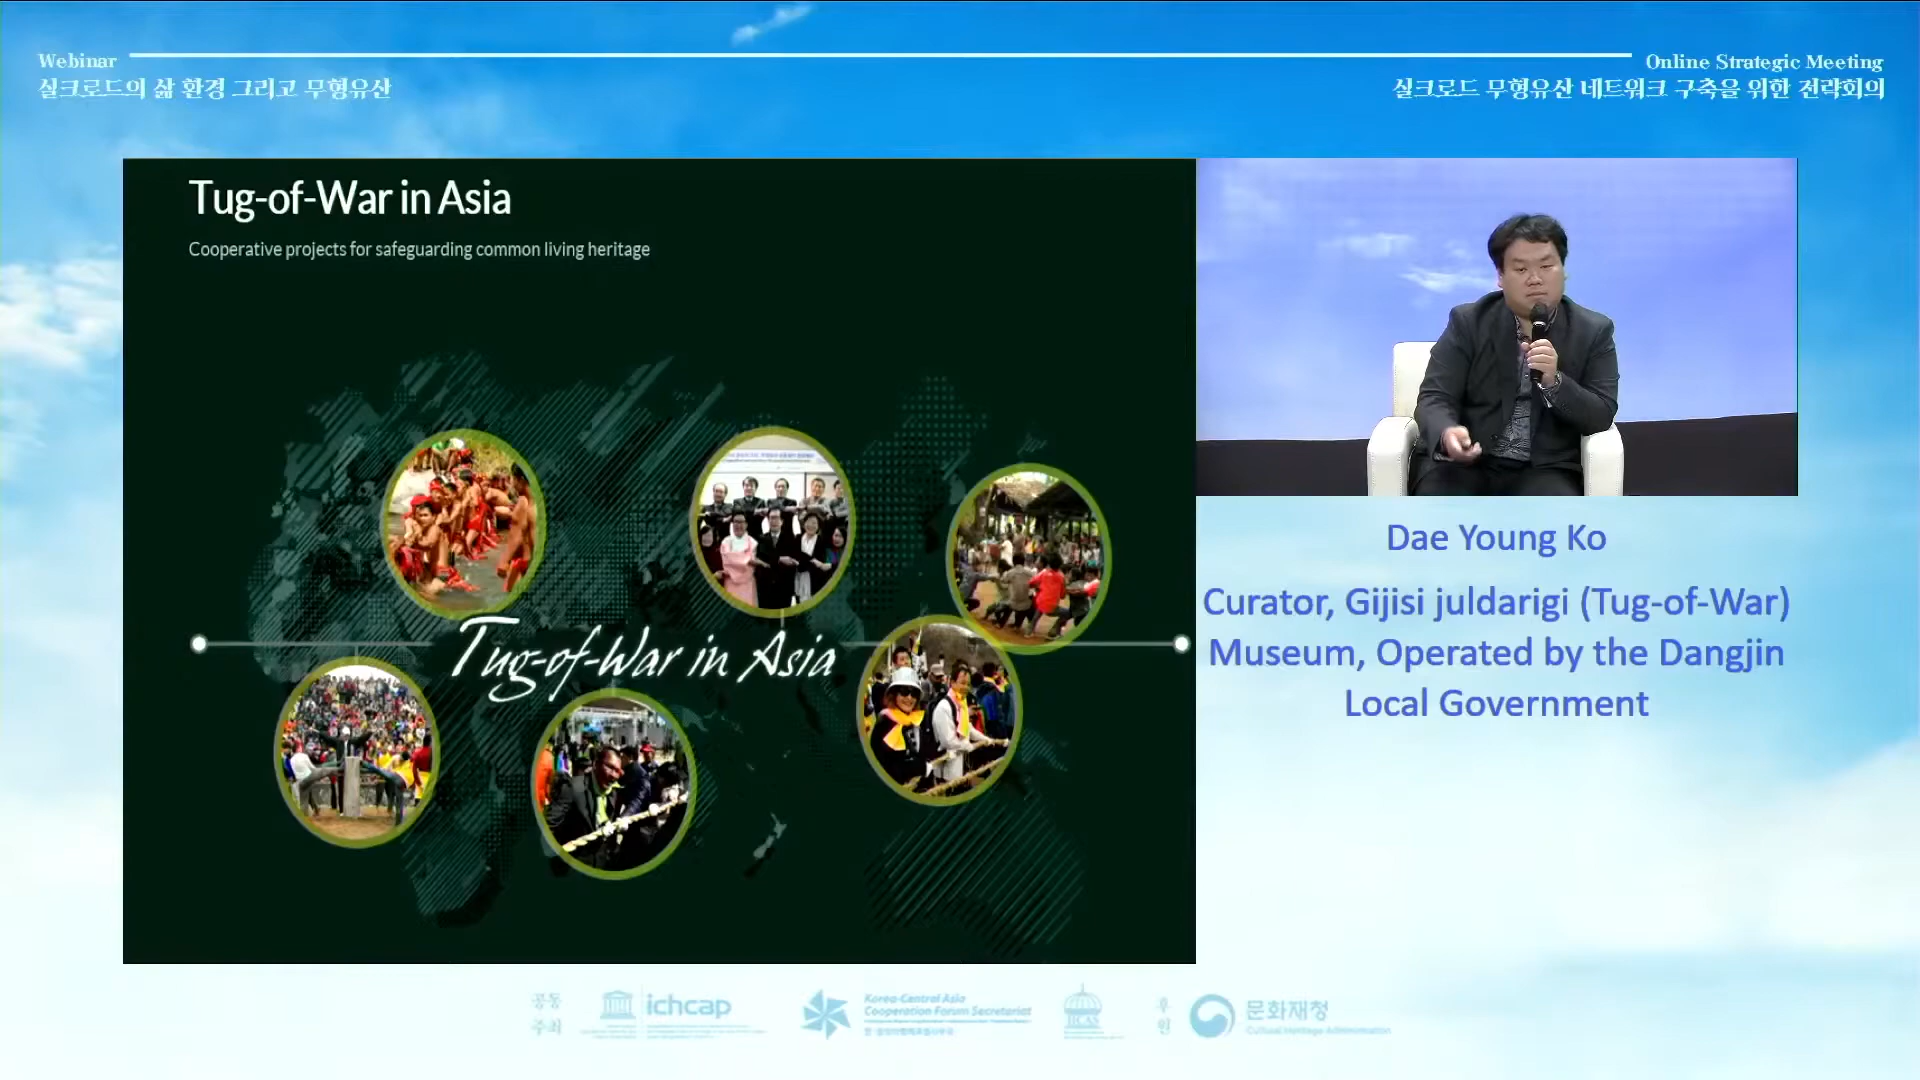 Webinar
실크로드의 삶 환경 그리고 무형유산
Online Strategic Meeting
실크로드 무형유산 네트워크 구축을 위한 전략회의
Tug-of-War in Asia
Cooperative projects for safeguarding common living heritage
Tug-of-War in Asia
Dae Young Ko
Curator, Gijisi juldarigi (Tug-of-War)
Museum, Operated by the Dangjin
Local Government
공동
주최
ichcap
Korea-Central Asia
Cooperation Forum Secretariat
IICAS
후
원
문화재청
Cultural Heritage Administration